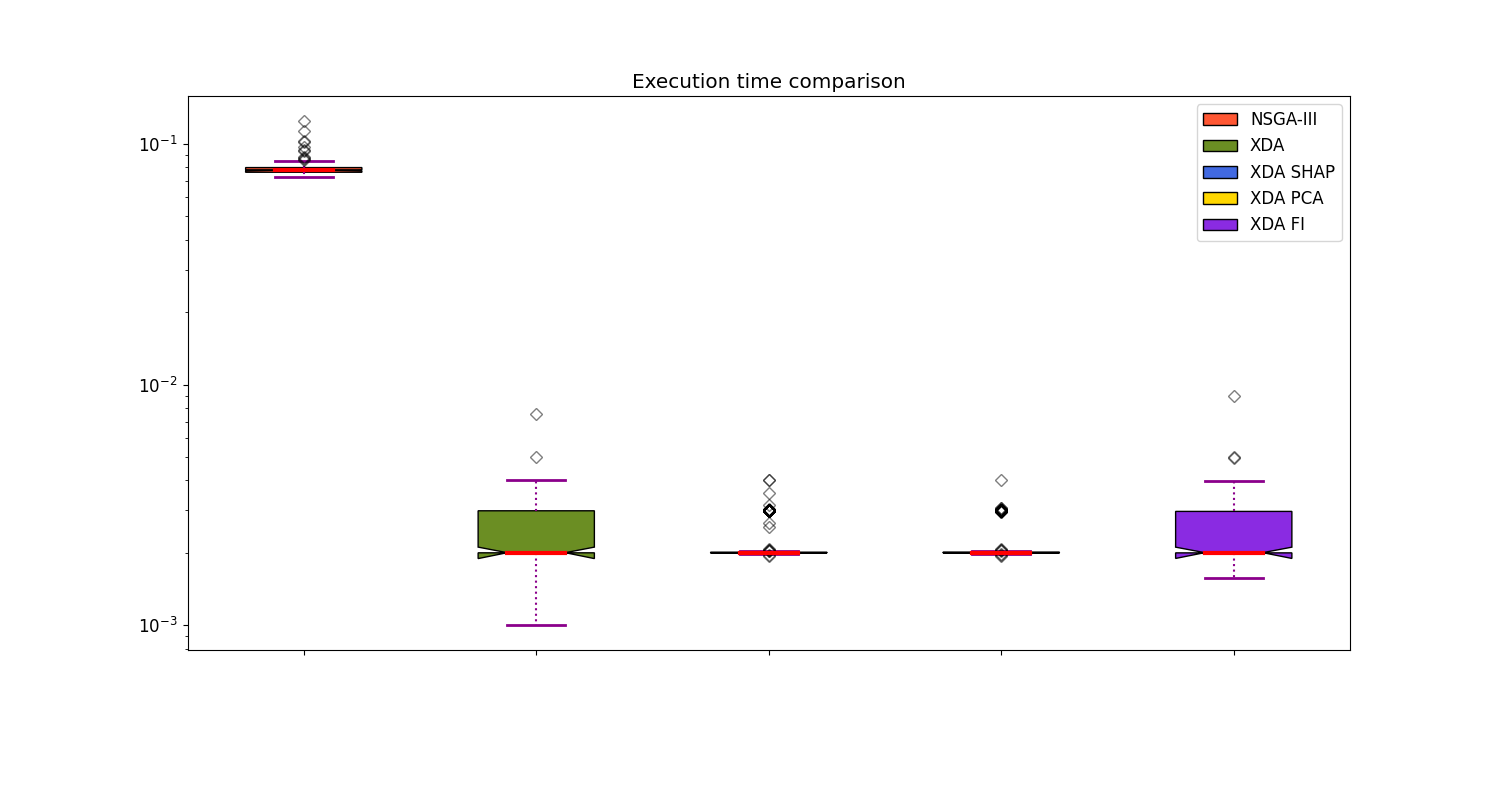 Execution time comparison
10⁻¹
10⁻²
10⁻³
NSGA-III
XDA
XDA SHAP
XDA PCA
XDA FI